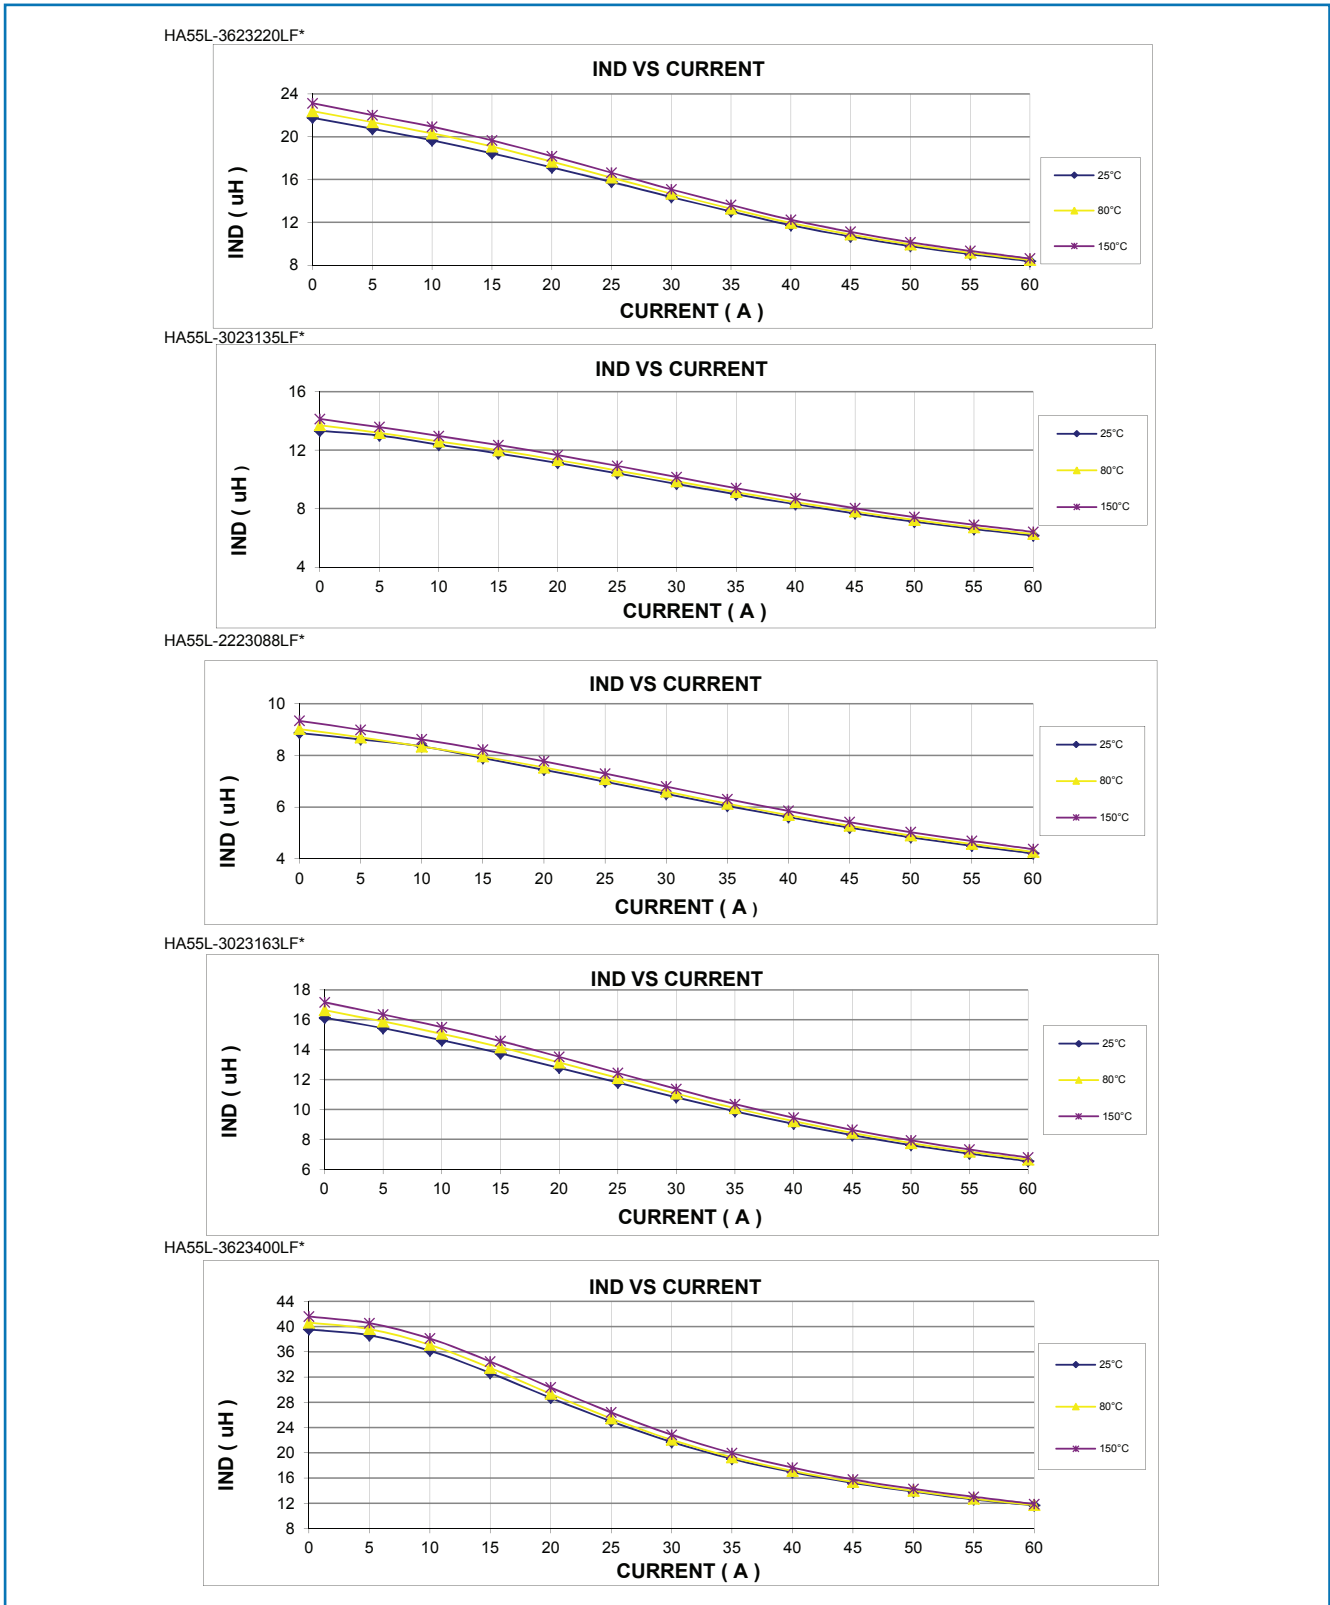 HA55L-3623220LF*
IND VS CURRENT
24
20
16
12
8
IND ( uH )
0 5 10 15 20 25 30 35 40 45 50 55 60
CURRENT ( A )
25°C
80°C
150°C
HA55L-3023135LF*
IND VS CURRENT
16
12
8
4
IND ( uH )
0 5 10 15 20 25 30 35 40 45 50 55 60
CURRENT ( A )
25°C
80°C
150°C
HA55L-2223088LF*
IND VS CURRENT
10
8
6
4
IND ( uH )
0 5 10 15 20 25 30 35 40 45 50 55 60
CURRENT ( A )
25°C
80°C
150°C
HA55L-3023163LF*
IND VS CURRENT
18
16
14
12
10
8
6
IND ( uH )
0 5 10 15 20 25 30 35 40 45 50 55 60
CURRENT ( A )
25°C
80°C
150°C
HA55L-3623400LF*
IND VS CURRENT
44
40
36
32
28
24
20
16
12
8
IND ( uH )
0 5 10 15 20 25 30 35 40 45 50 55 60
CURRENT ( A )
25°C
80°C
150°C